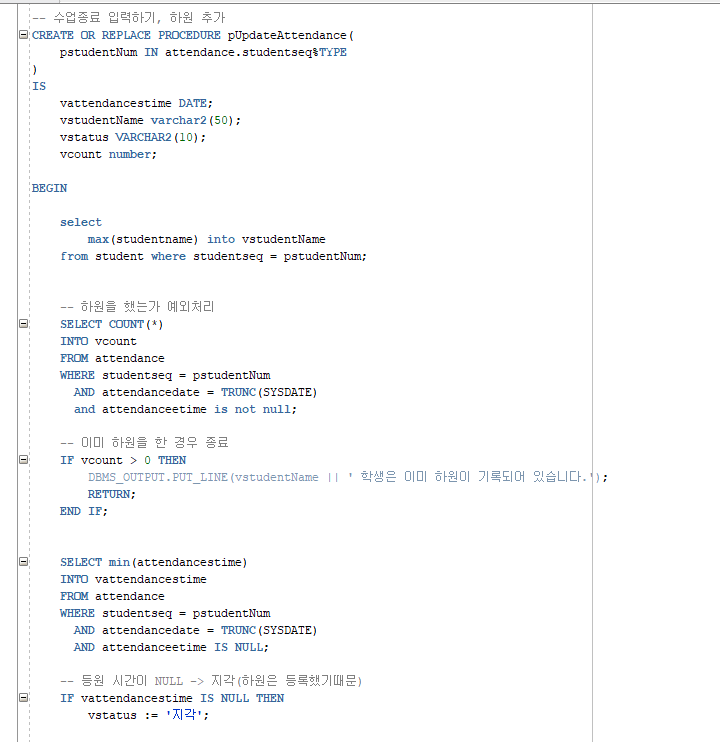 -- 수업종료 입력하기, 하원 추가
CREATE OR REPLACE PROCEDURE pUpdateAttendance(
    pstudentNum IN attendance.studentseq%TYPE
)
IS
    vattendancestime DATE;
    vstudentName varchar2(50);
    vstatus VARCHAR2(10);
    vcount number;
BEGIN
    select
        max(studentname) into vstudentName
    from student where studentseq = pstudentNum;
    -- 하원을 했는가 예외처리
    SELECT COUNT(*)
    INTO vcount
    FROM attendance
    WHERE studentseq = pstudentNum
      AND attendancedate = TRUNC(SYSDATE)
      and attendanceetime is not null;
    -- 이미 하원을 한 경우 종료
    IF vcount > 0 THEN
        DBMS_OUTPUT.PUT_LINE(vstudentName || ' 학생은 이미 하원이 기록되어 있습니다.');
        RETURN;
    END IF;
    SELECT min(attendancestime)
    INTO vattendancestime
    FROM attendance
    WHERE studentseq = pstudentNum
      AND attendancedate = TRUNC(SYSDATE)
      AND attendanceetime IS NULL;
    -- 등원 시간이 NULL -> 지각(하원은 등록했기때문)
    IF vattendancestime IS NULL THEN
        vstatus := '지각';